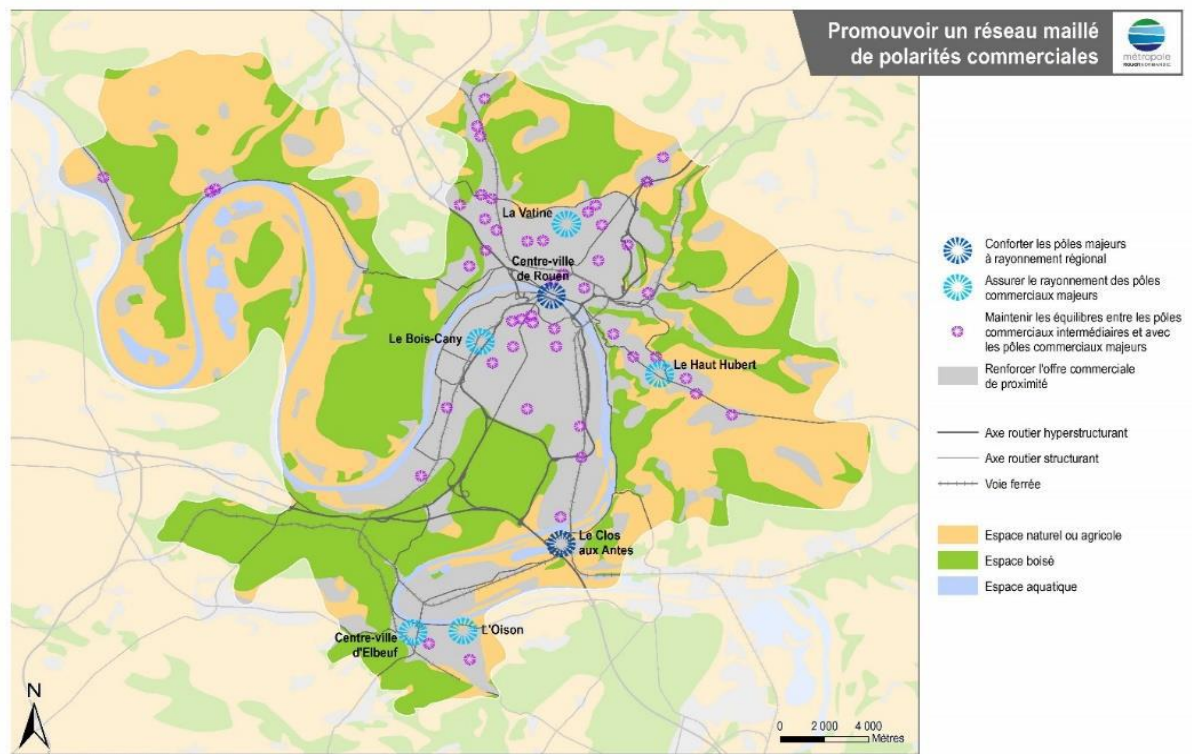 Promouvoir un réseau maillé
de polarités commerciales
métropole
ROUEN NORMANDIE
La Vatine
Centre-ville
de Rouen
Le Bois-Cany
Le Haut Hubert
Le Clos
aux Antes
Centre-ville
d'Elbeuf
L'Oison
N
0 2 000 4 000
Mètres
Conforter les pôles majeurs
à rayonnement régional
Assurer le rayonnement des pôles
commerciaux majeurs
Maintenir les équilibres entre les pôles
commerciaux intermédiaires et avec
les pôles commerciaux majeurs
Renforcer l'offre commerciale
de proximité
Axe routier hyperstructurant
Axe routier structurant
Voie ferrée
Espace naturel ou agricole
Espace boisé
Espace aquatique